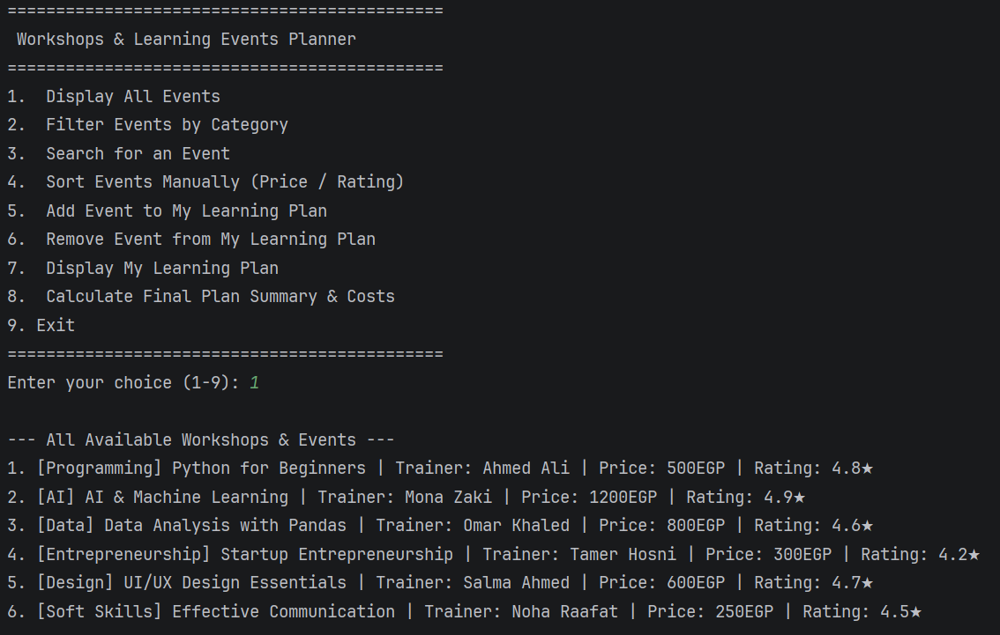 =============================================
 Workshops & Learning Events Planner
=============================================
1.  Display All Events
2.  Filter Events by Category
3.  Search for an Event
4.  Sort Events Manually (Price / Rating)
5.  Add Event to My Learning Plan
6.  Remove Event from My Learning Plan
7.  Display My Learning Plan
8.  Calculate Final Plan Summary & Costs
9. Exit
=============================================
Enter your choice (1-9): 1
--- All Available Workshops & Events ---
1. [Programming] Python for Beginners | Trainer: Ahmed Ali | Price: 500EGP | Rating: 4.8★
2. [AI] AI & Machine Learning | Trainer: Mona Zaki | Price: 1200EGP | Rating: 4.9★
3. [Data] Data Analysis with Pandas | Trainer: Omar Khaled | Price: 800EGP | Rating: 4.6★
4. [Entrepreneurship] Startup Entrepreneurship | Trainer: Tamer Hosni | Price: 300EGP | Rating: 4.2★
5. [Design] UI/UX Design Essentials | Trainer: Salma Ahmed | Price: 600EGP | Rating: 4.7★
6. [Soft Skills] Effective Communication | Trainer: Noha Raafat | Price: 250EGP | Rating: 4.5★